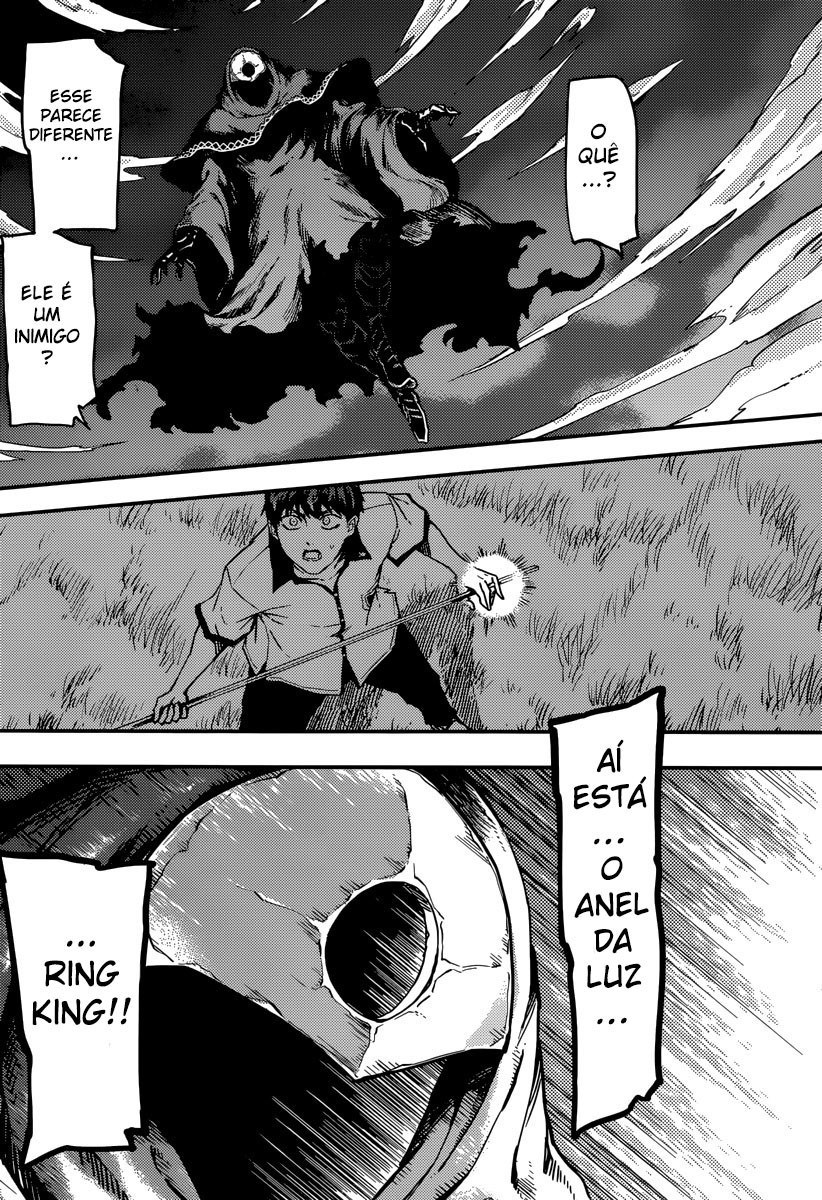 O
QUÊ
...?
ESSE
PARECE
DIFERENTE
...
ELE É
UM
INIMIGO
?
AÍ
ESTÁ
...
O
ANEL
DA
LUZ
...
...
RING
KING!!